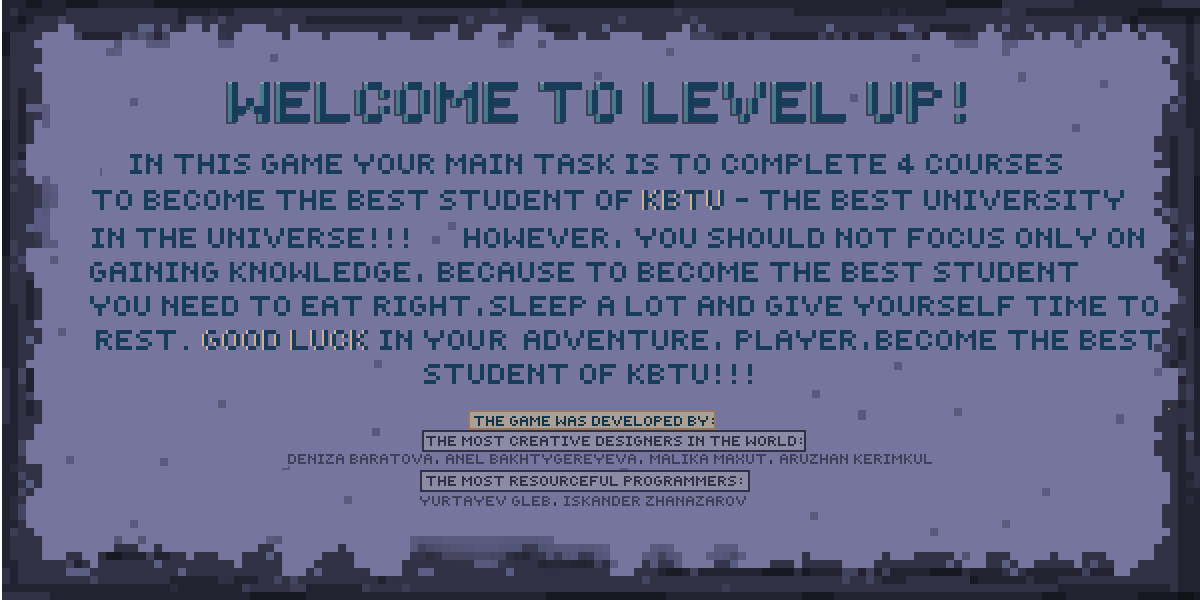 WELCOME TO LEVEL UP!
IN THIS GAME YOUR MAIN TASK IS TO COMPLETE 4 COURSES
TO BECOME THE BEST STUDENT OF KBTU - THE BEST UNIVERSITY
IN THE UNIVERSE!!! HOWEVER, YOU SHOULD NOT FOCUS ONLY ON
GAINING KNOWLEDGE, BECAUSE TO BECOME THE BEST STUDENT
YOU NEED TO EAT RIGHT,SLEEP A LOT AND GIVE YOURSELF TIME TO
REST. GOOD LUCK IN YOUR ADVENTURE, PLAYER,BECOME THE BEST
STUDENT OF KBTU!!!
THE GAME WAS DEVELOPED BY:
THE MOST CREATIVE DESIGNERS IN THE WORLD:
DENIZA BARATOVA, ANEL BAKHTYGEREYEVA, MALIKA MAXUT, ARUZHAN KERIMKUL
THE MOST RESOURCEFUL PROGRAMMERS:
YURTAYEV GLEB, ISKANDER ZHANAZAROV